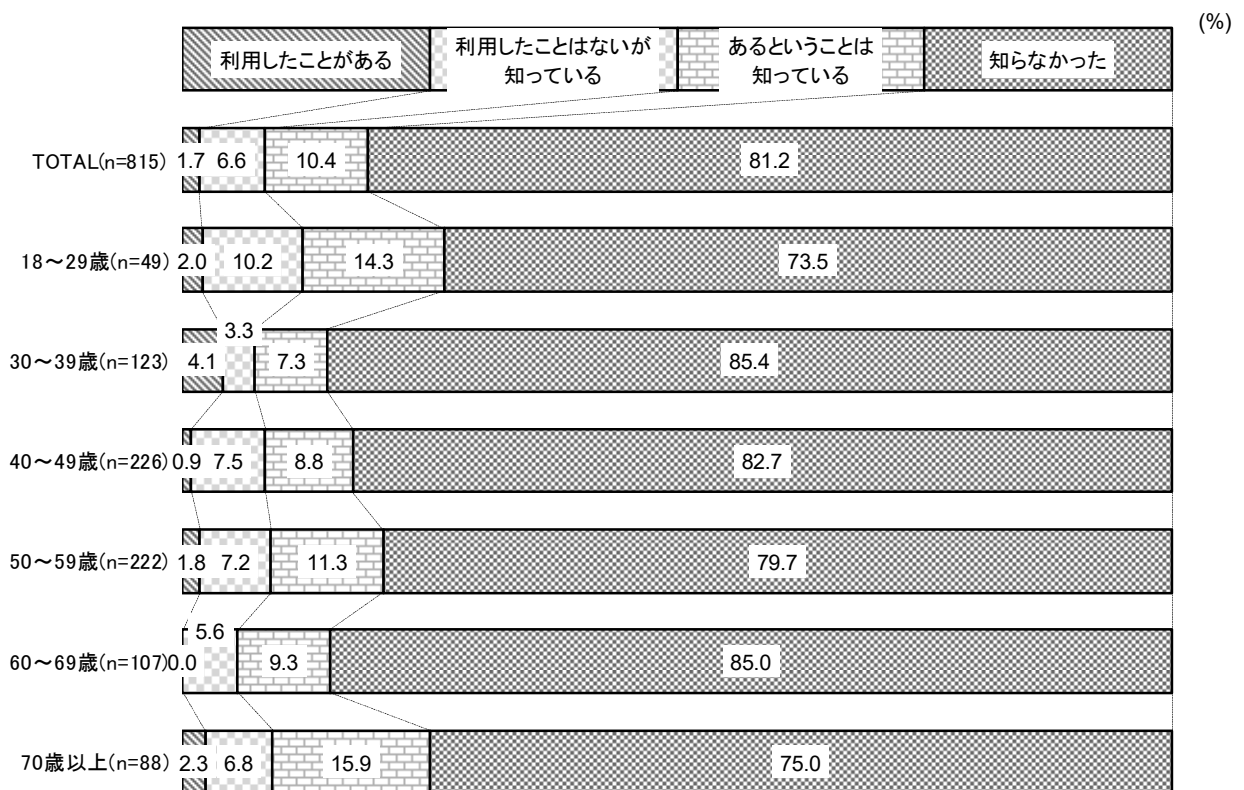 (%)
利用したことがある
利用したことはないが
知っている
あるということは
知っている
知らなかった
TOTAL(n=815) 1.7 6.6 10.4 81.2
18～29歳(n=49) 2.0 10.2 14.3 73.5
30～39歳(n=123) 4.1 3.3 7.3 85.4
40～49歳(n=226) 0.9 7.5 8.8 82.7
50～59歳(n=222) 1.8 7.2 11.3 79.7
60～69歳(n=107) 0.0 5.6 9.3 85.0
70歳以上(n=88) 2.3 6.8 15.9 75.0